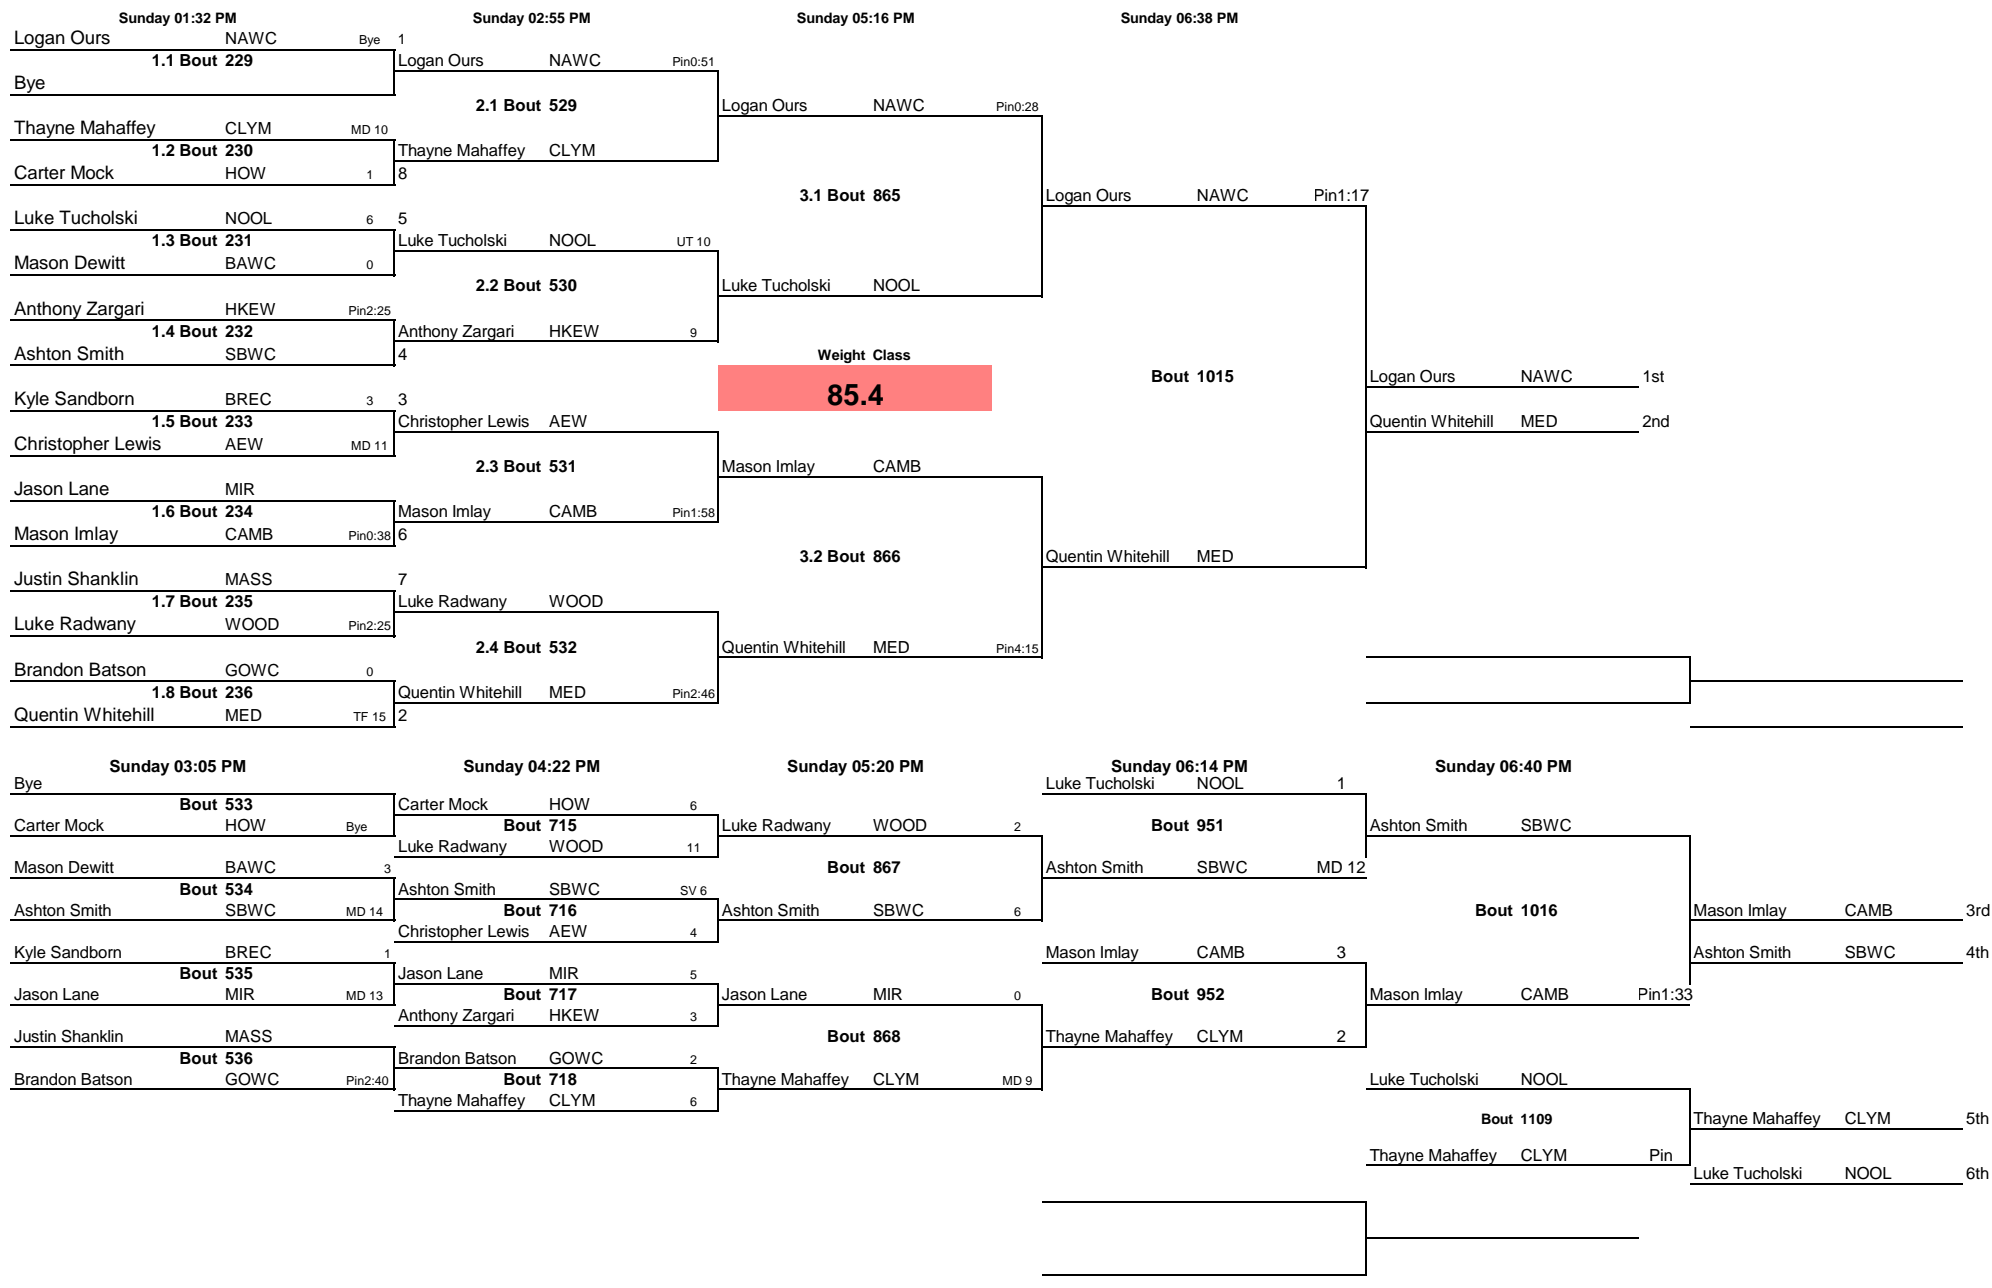 Sunday 01:32 PM Sunday 02:55 PM Sunday 05:16 PM Sunday 06:38 PM
Logan Ours NAWC Bye 1
1.1 Bout 229 Logan Ours NAWC Pin0:51
Bye
2.1 Bout 529 Logan Ours NAWC Pin0:28
Thayne Mahaffey CLYM MD 10
1.2 Bout 230 Thayne Mahaffey CLYM
Carter Mock HOW 1 8
3.1 Bout 865 Logan Ours NAWC Pin1:17
Luke Tucholski NOOL 6 5
1.3 Bout 231 Luke Tucholski NOOL UT 10
Mason Dewitt BAWC 0
2.2 Bout 530 Luke Tucholski NOOL
Anthony Zargari HKEW Pin2:25
1.4 Bout 232 Anthony Zargari HKEW 9
Ashton Smith SBWC 4 Weight Class
Bout 1015 Logan Ours NAWC 1st
Kyle Sandborn BREC 3 3 85.4
1.5 Bout 233 Christopher Lewis AEW Quentin Whitehill MED 2nd
Christopher Lewis AEW MD 11
2.3 Bout 531 Mason Imlay CAMB
Jason Lane MIR
1.6 Bout 234 Mason Imlay CAMB Pin1:58
Mason Imlay CAMB Pin0:38 6
3.2 Bout 866 Quentin Whitehill MED
Justin Shanklin MASS 7
1.7 Bout 235 Luke Radwany WOOD
Luke Radwany WOOD Pin2:25
2.4 Bout 532 Quentin Whitehill MED Pin4:15
Brandon Batson GOWC 0
1.8 Bout 236 Quentin Whitehill MED Pin2:46
Quentin Whitehill MED TF 15 2
Sunday 03:05 PM Sunday 04:22 PM Sunday 05:20 PM Sunday 06:14 PM Sunday 06:40 PM
Bye Luke Tucholski NOOL 1
Bout 533 Carter Mock HOW 6
Carter Mock HOW Bye Bout 715 Luke Radwany WOOD 2 Bout 951 Ashton Smith SBWC
Luke Radwany WOOD 11
Mason Dewitt BAWC 3 Bout 867 Ashton Smith SBWC MD 12
Bout 534 Ashton Smith SBWC SV 6
Ashton Smith SBWC MD 14 Bout 716 Ashton Smith SBWC 6 Bout 1016 Mason Imlay CAMB 3rd
Christopher Lewis AEW 4
Kyle Sandborn BREC 1 Mason Imlay CAMB 3 Ashton Smith SBWC 4th
Bout 535 Jason Lane MIR 5
Jason Lane MIR MD 13 Bout 717 Jason Lane MIR 0 Bout 952 Mason Imlay CAMB Pin1:33
Anthony Zargari HKEW 3
Justin Shanklin MASS Bout 868 Thayne Mahaffey CLYM 2
Bout 536 Brandon Batson GOWC 2
Brandon Batson GOWC Pin2:40 Bout 718 Thayne Mahaffey CLYM MD 9 Luke Tucholski NOOL
Thayne Mahaffey CLYM 6
Bout 1109 Thayne Mahaffey CLYM 5th
Thayne Mahaffey CLYM Pin
Luke Tucholski NOOL 6th